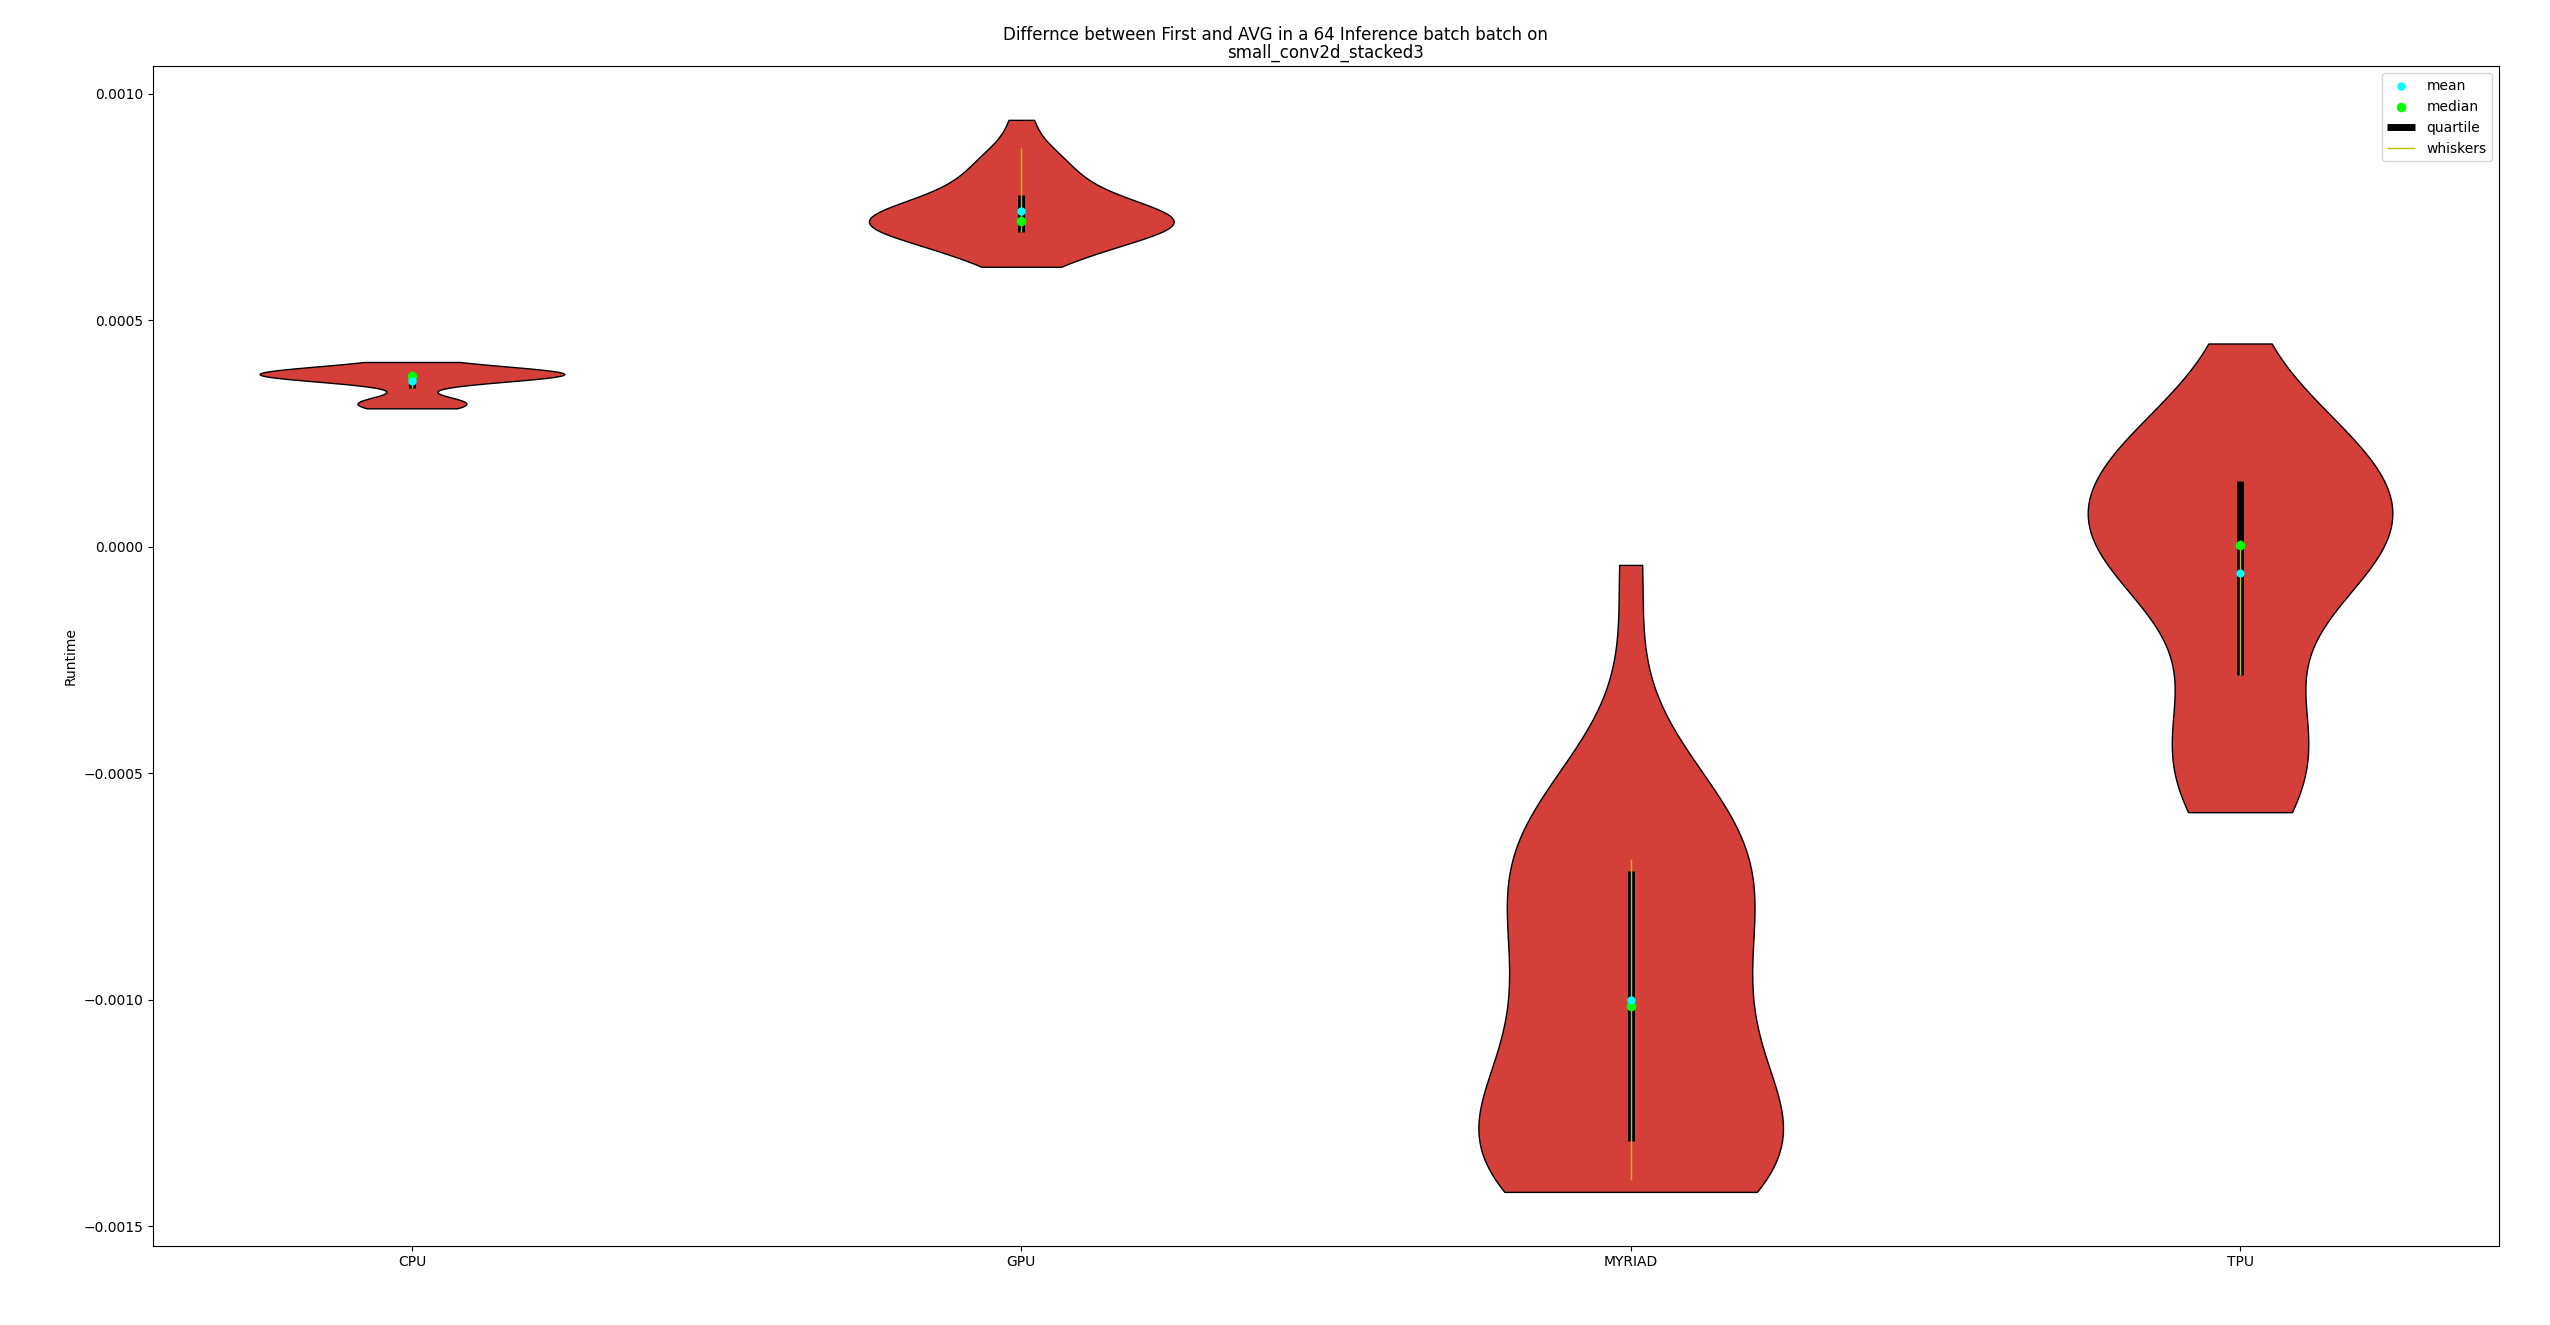 Differnce between First and AVG in a 64 Inference batch batch on
small_conv2d_stacked3
mean
median
quartile
whiskers
0.0010
0.0005
0.0000
−0.0005
−0.0010
−0.0015
Runtime
CPU
GPU
MYRIAD
TPU